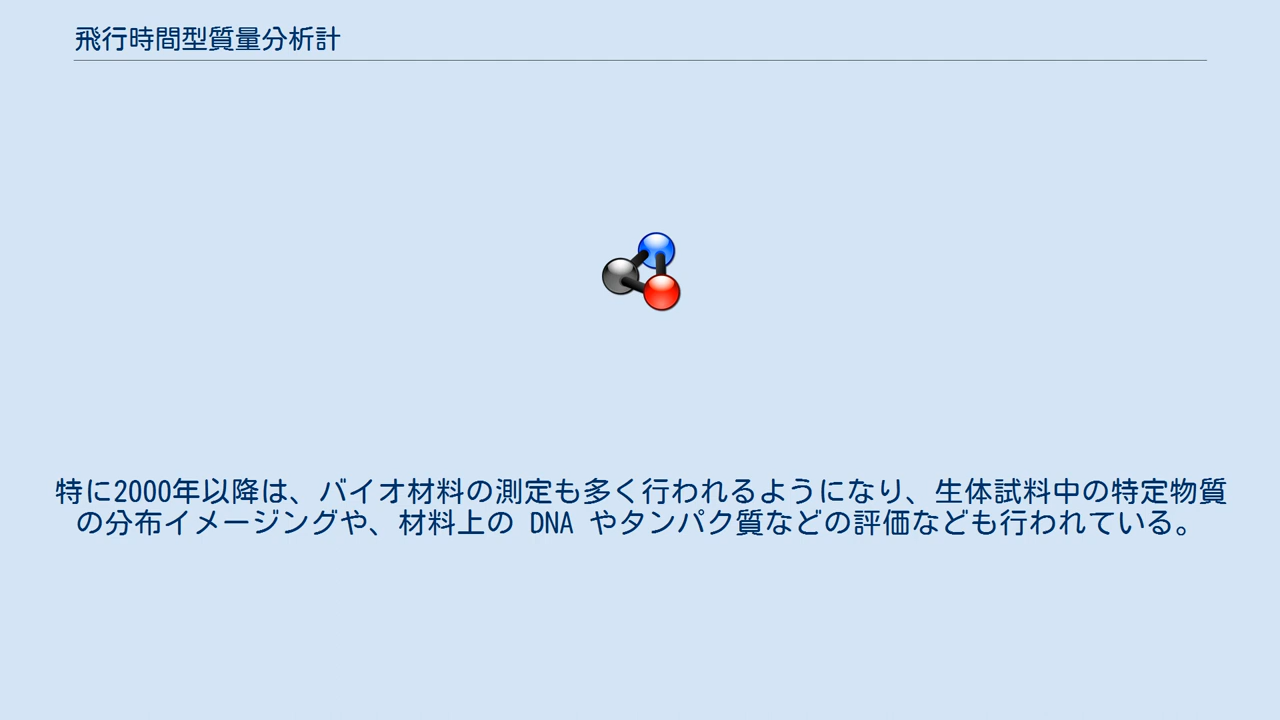 飛行時間型質量分析計
特に2000年以降は、バイオ材料の測定も多く行われるようになり、生体試料中の特定物質
の分布イメージングや、材料上の DNA やタンパク質などの評価なども行われている。